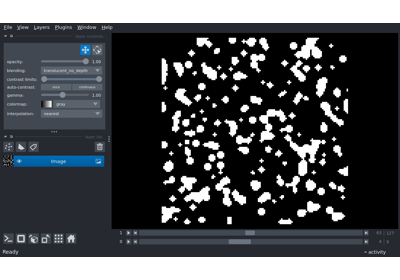 File View Layers Plugins Window Help
opacity: 1.00
blending: translucent_no_depth
contrast limits:
auto-contrast: once continuous
gamma: 1.00
colormap: gray
interpolation: nearest
Image
1
0
Ready
activity